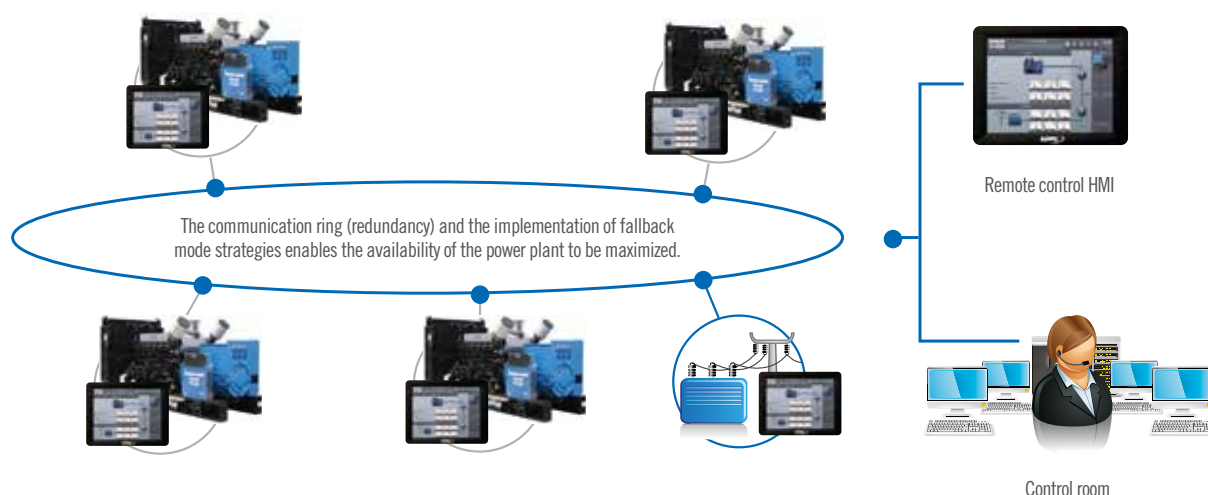 The communication ring (redundancy) and the implementation of fallback
mode strategies enables the availability of the power plant to be maximized.
Remote control HMI
Control room